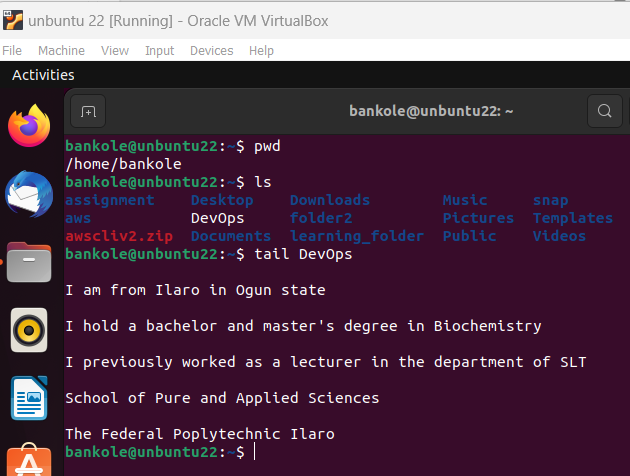 unbuntu 22 [Running] - Oracle VM VirtualBox
File Machine View Input Devices Help
Activities
bankole@unbuntu22: ~
bankole@unbuntu22:~$ pwd
/home/bankole
bankole@unbuntu22:~$ ls
assignment Desktop Downloads Music snap
aws DevOps folder2 Pictures Templates
awscliv2.zip Documents learning_folder Public Videos
bankole@unbuntu22:~$ tail DevOps
I am from Ilaro in Ogun state
I hold a bachelor and master's degree in Biochemistry
I previously worked as a lecturer in the department of SLT
School of Pure and Applied Sciences
The Federal Poplytechnic Ilaro
bankole@unbuntu22:~$